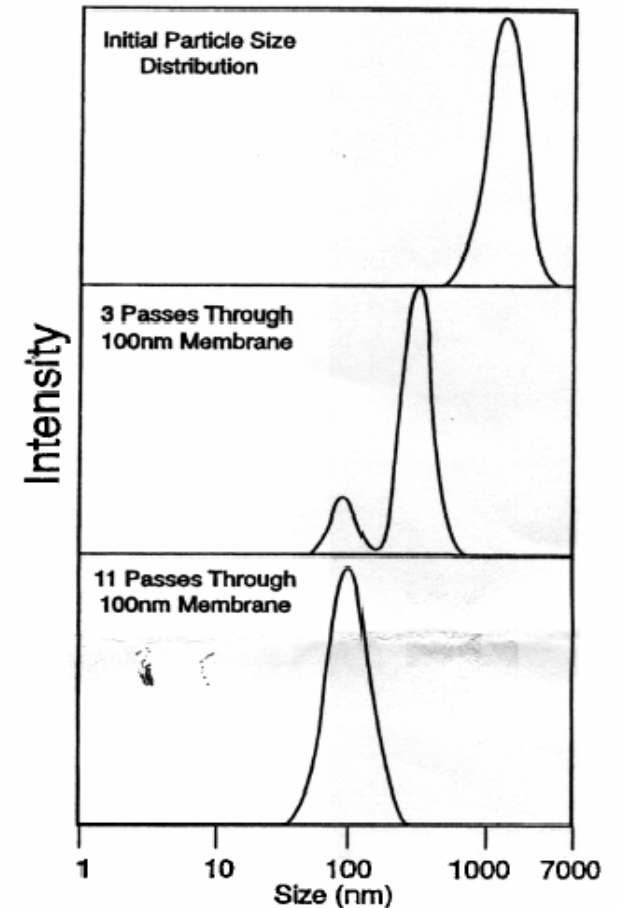 Initial Particle Size
Distribution
3 Passes Through
100nm Membrane
11 Passes Through
100nm Membrane
Intensity
1 10 100 1000 7000
Size (nm)